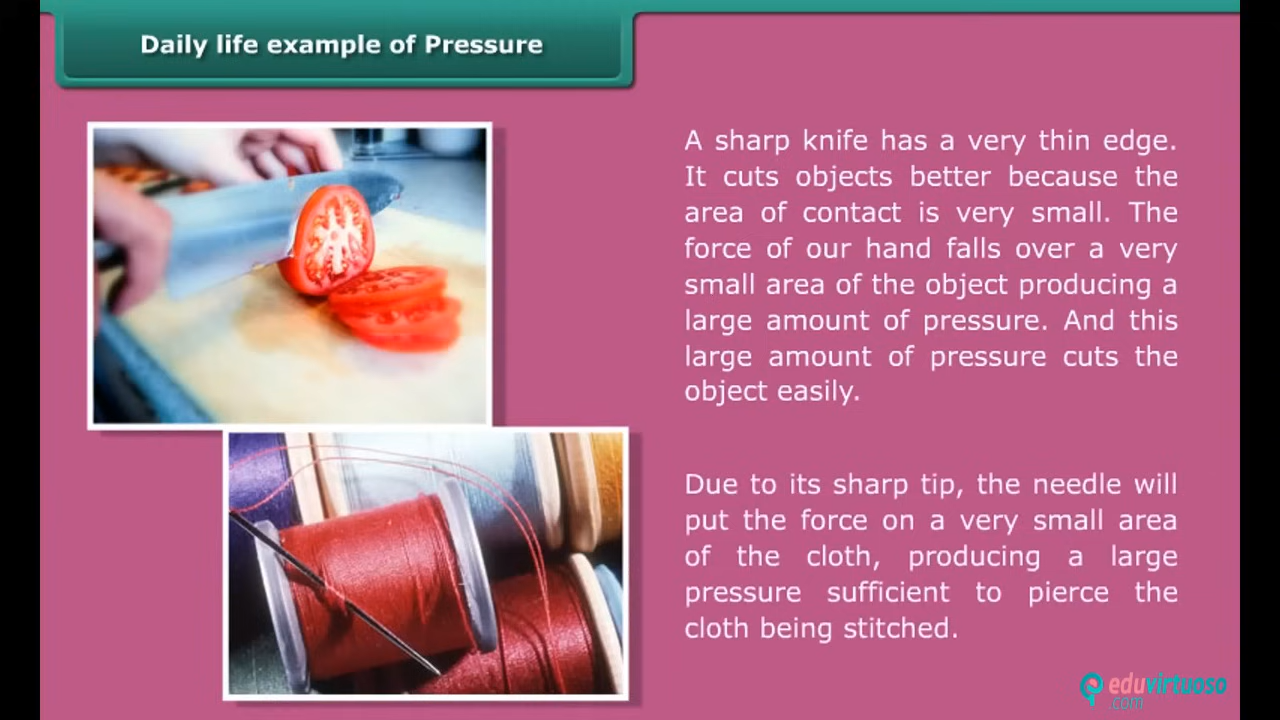 Daily life example of Pressure
A sharp knife has a very thin edge.
It cuts objects better because the
area of contact is very small. The
force of our hand falls over a very
small area of the object producing a
large amount of pressure. And this
large amount of pressure cuts the
object easily.
Due to its sharp tip, the needle will
put the force on a very small area
of the cloth, producing a large
pressure sufficient to pierce the
cloth being stitched.
eduvirtuoso
.com